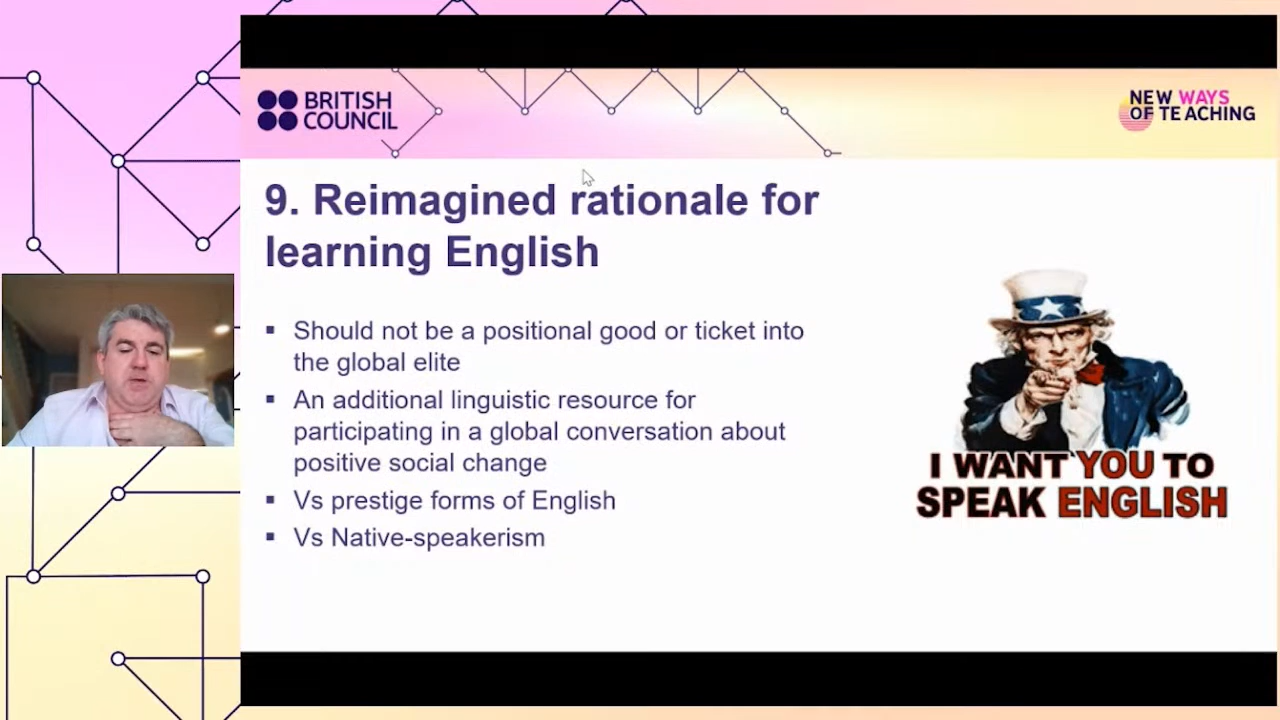 BRITISH
COUNCIL
NEW WAYS
OF TEACHING
9. Reimagined rationale for
learning English
▪ Should not be a positional good or ticket into
the global elite
▪ An additional linguistic resource for
participating in a global conversation about
positive social change
▪ Vs prestige forms of English
▪ Vs Native-speakerism
I WANT YOU TO
SPEAK ENGLISH